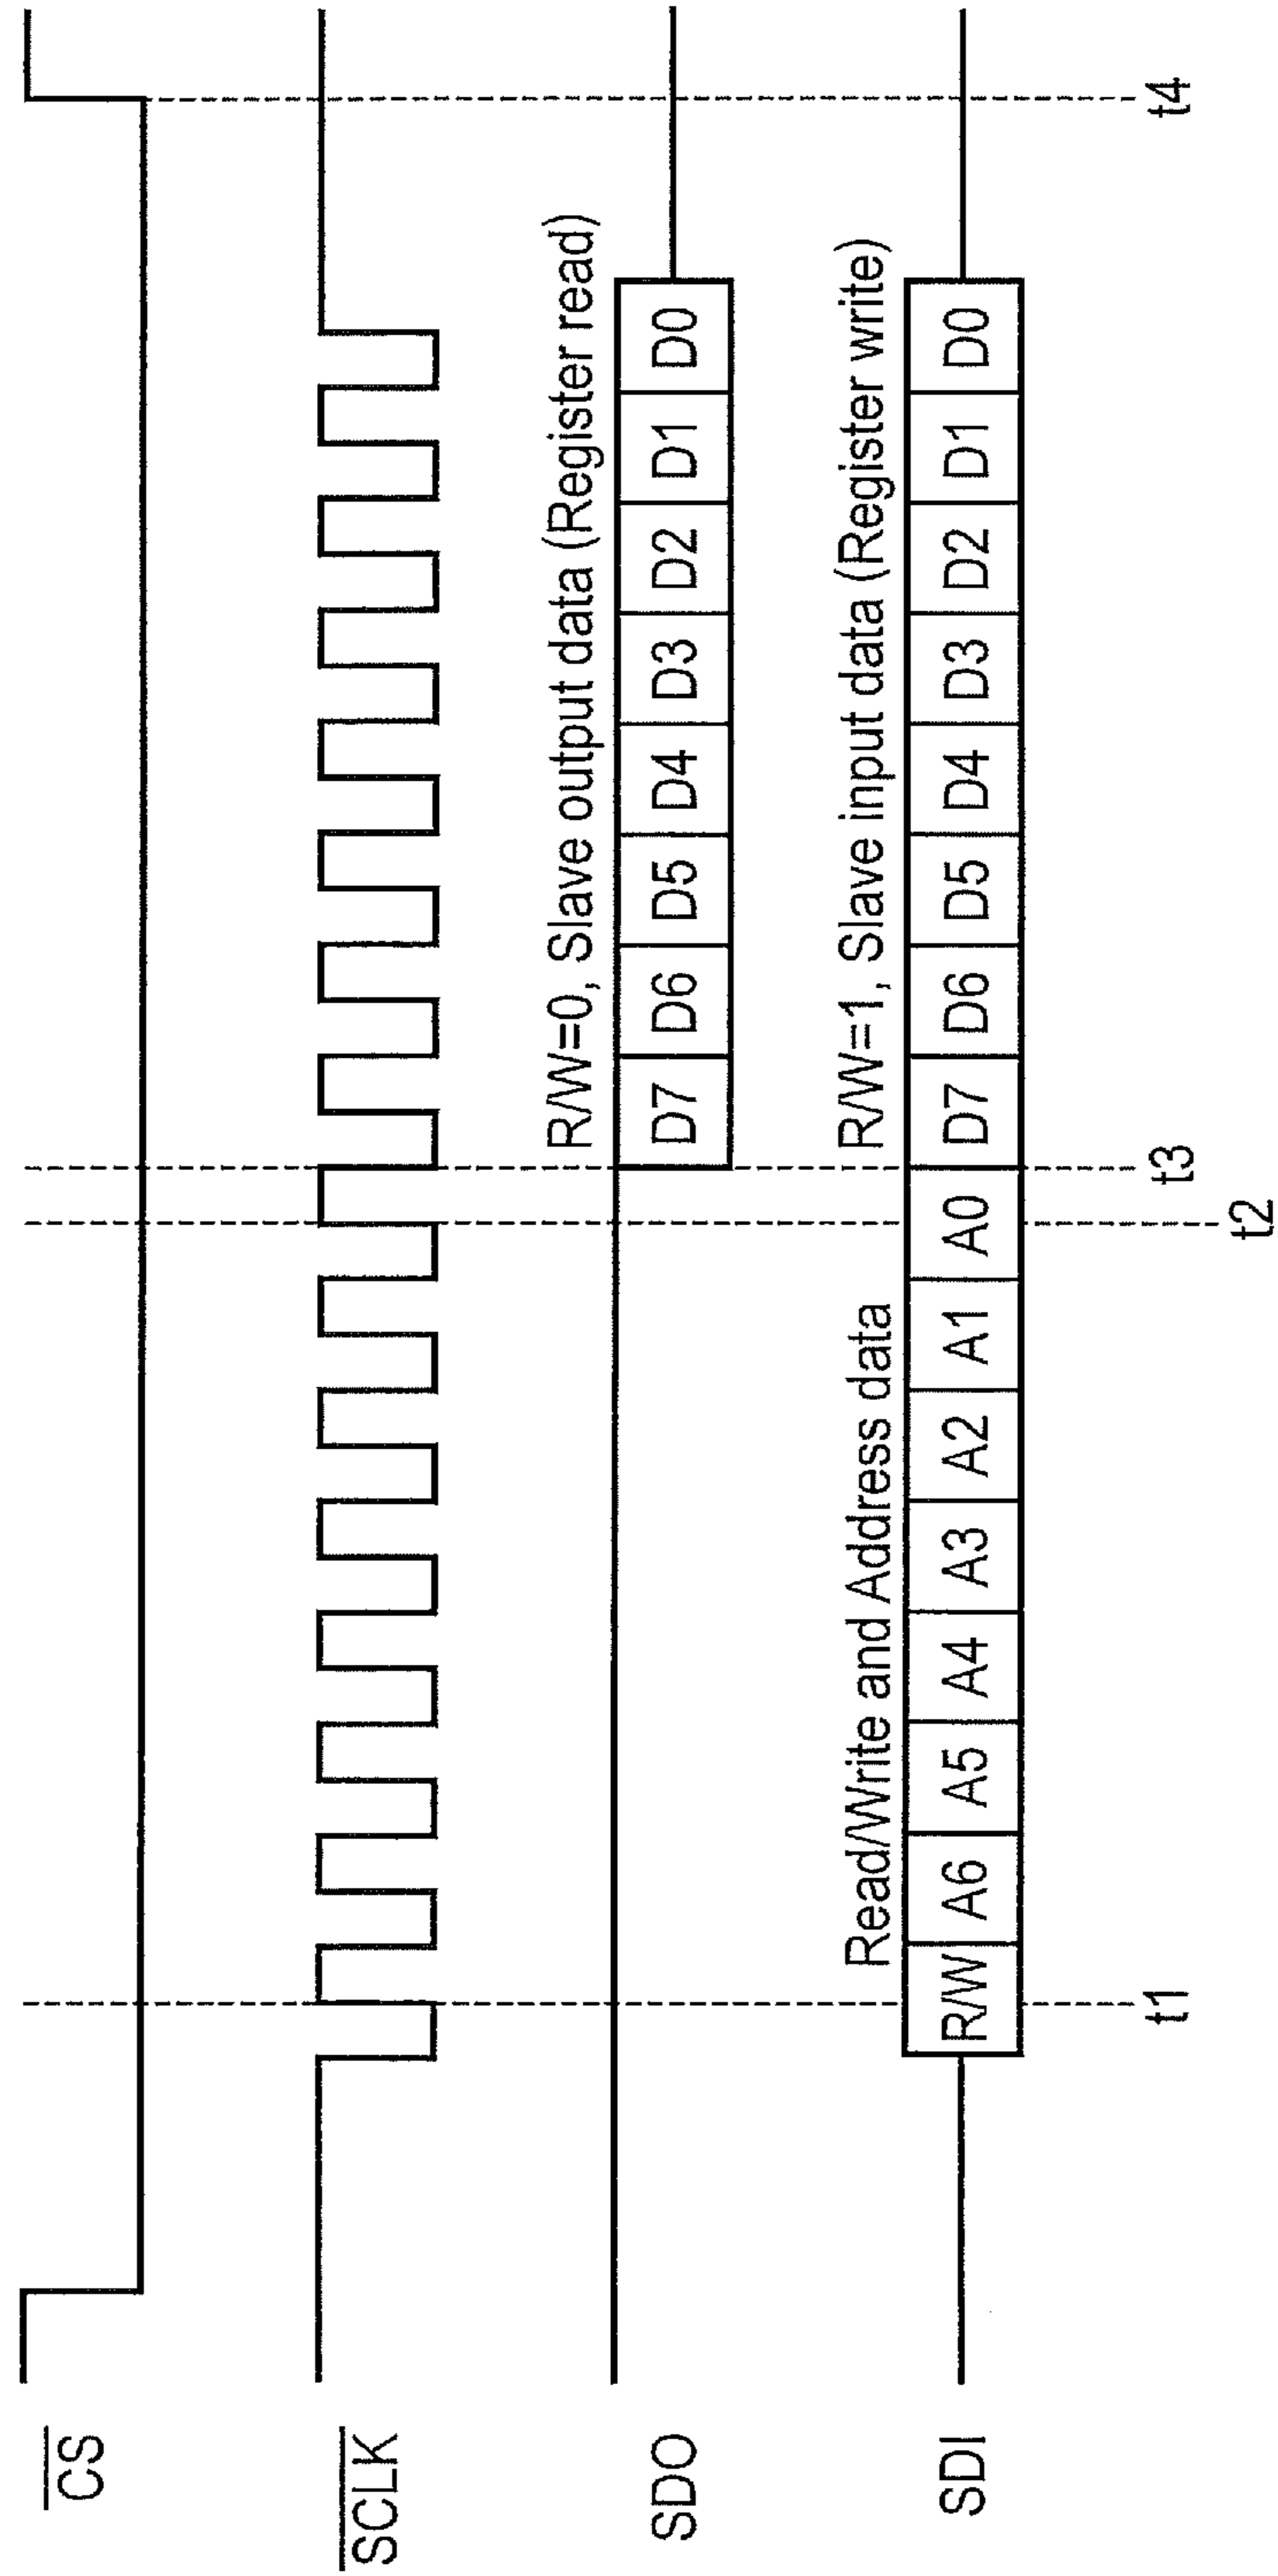 C̅S̅
S̅C̅L̅K̅
SDO
R/W=0, Slave output data (Register read)
D7 D6 D5 D4 D3 D2 D1 D0
SDI
Read/Write and Address data
R/W=1, Slave input data (Register write)
R/W A6 A5 A4 A3 A2 A1 A0 D7 D6 D5 D4 D3 D2 D1 D0
t1 t2 t3 t4